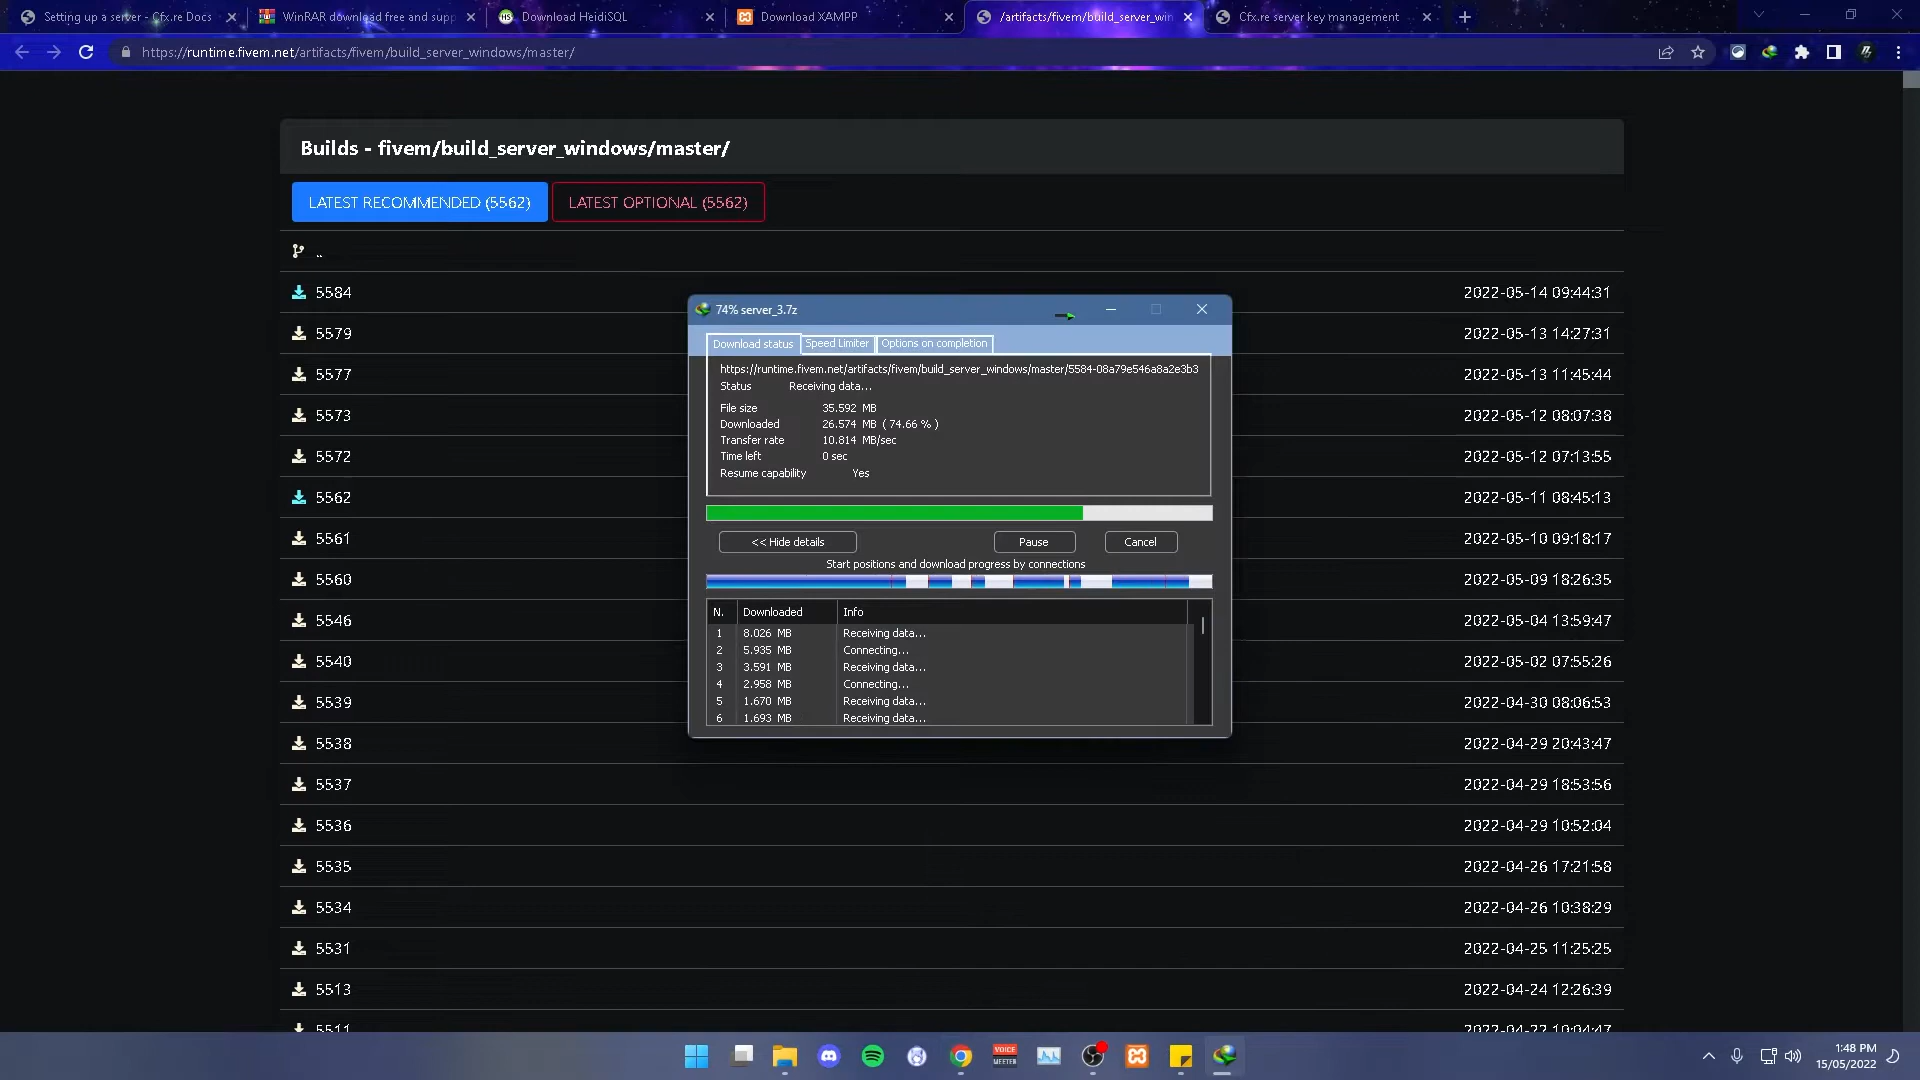 Setting up a server - Cfx.re Docs
WinRAR download free and supp
Download HeidiSQL
Download XAMPP
/artifacts/fivem/build_server_win
Cfx.re server key management
https://runtime.fivem.net/artifacts/fivem/build_server_windows/master/
Builds - fivem/build_server_windows/master/
LATEST RECOMMENDED (5562)
LATEST OPTIONAL (5562)
..
5584 2022-05-14 09:44:31
5579 2022-05-13 14:27:31
5577 2022-05-13 11:45:44
5573 2022-05-12 08:07:38
5572 2022-05-12 07:13:55
5562 2022-05-11 08:45:13
5561 2022-05-10 09:18:17
5560 2022-05-09 18:26:35
5546 2022-05-04 13:59:47
5540 2022-05-02 07:55:26
5539 2022-04-30 08:06:53
5538 2022-04-29 20:43:47
5537 2022-04-29 18:53:56
5536 2022-04-29 10:52:04
5535 2022-04-26 17:21:58
5534 2022-04-26 10:38:29
5531 2022-04-25 11:25:25
5513 2022-04-24 12:26:39
5511 2022-04-22 10:04:47
74% server_3.7z
Download status
Speed Limiter
Options on completion
https://runtime.fivem.net/artifacts/fivem/build_server_windows/master/5584-08a79e546a8a2e3b3
Status Receiving data...
File size 35.592 MB
Downloaded 26.574 MB ( 74.66 % )
Transfer rate 10.814 MB/sec
Time left 0 sec
Resume capability Yes
<< Hide details
Pause
Cancel
Start positions and download progress by connections
N. Downloaded Info
1 8.026 MB Receiving data...
2 5.935 MB Connecting...
3 3.591 MB Receiving data...
4 2.958 MB Connecting...
5 1.670 MB Receiving data...
6 1.693 MB Receiving data...
VOICE
MEETER
1:48 PM
15/05/2022